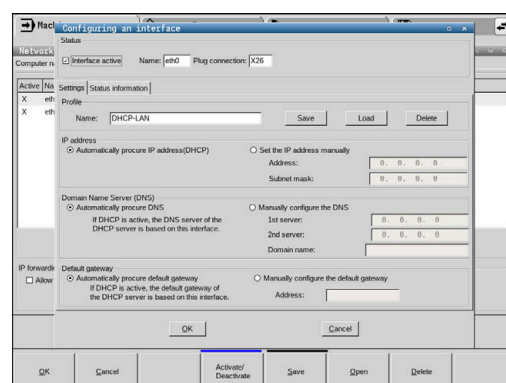 Mac
Configuring an interface
Network
Status
Computer n
Interface active Name: eth0 Plug connection: X26
Active Na
Settings Status information
X eth
X eth
Profile
Name: DHCP-LAN Save Load Delete
IP address
Automatically procure IP address(DHCP) Set the IP address manually
Address: 0. 0. 0. 0
Subnet mask: 0. 0. 0. 0
Domain Name Server (DNS)
Automatically procure DNS Manually configure the DNS
If DHCP is active, the DNS server of the
DHCP server is based on this interface.
1st server: 0. 0. 0. 0
2nd server: 0. 0. 0. 0
Domain name:
IP forwardi
Allow
Default gateway
Automatically procure default gateway Manually configure the default gateway
If DHCP is active, the default gateway of
the DHCP server is based on this interface.
Address:
OK Cancel
OK Cancel Activate/ Save Open Delete
Deactivate